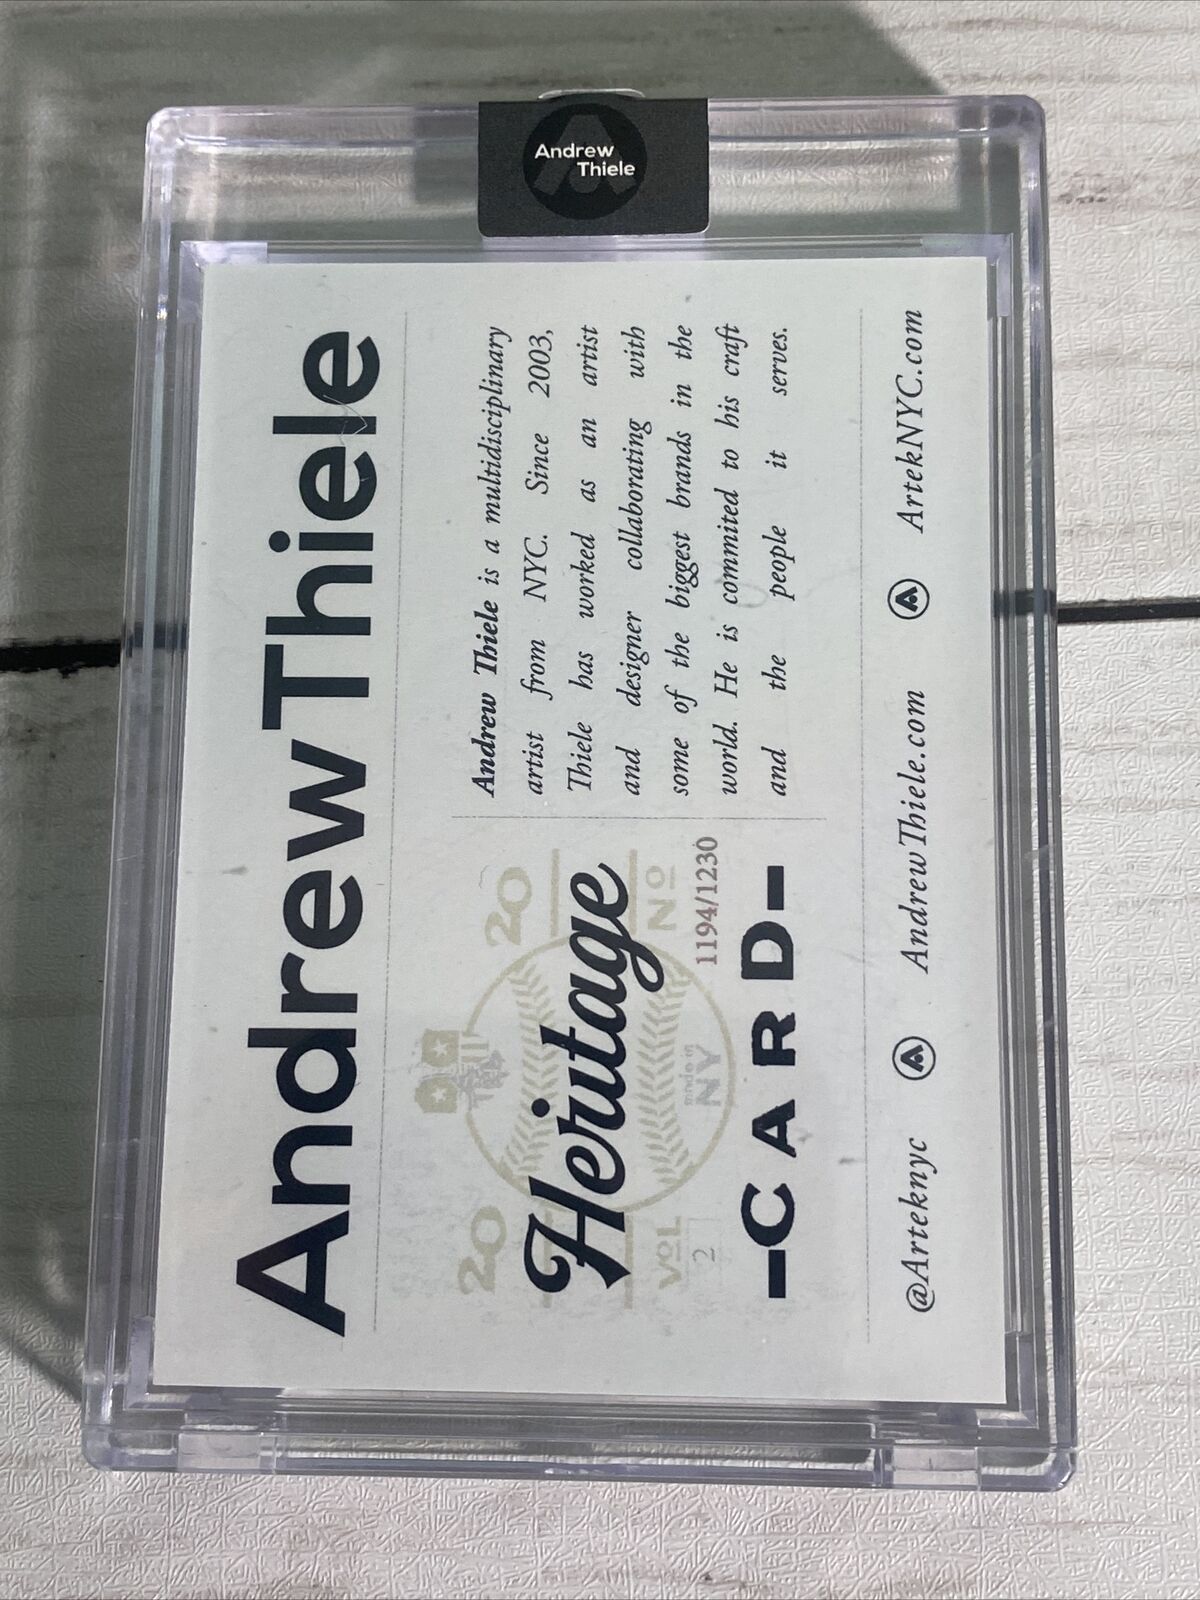 Andrew
Thiele
Andrew Thiele
20 20
Heritage
VOL NO
2
1194/1230
made in
NY
-CARD-
Andrew Thiele is a multidisciplinary
artist from NYC. Since 2003,
Thiele has worked as an artist
and designer collaborating with
some of the biggest brands in the
world. He is commited to his craft
and the people it serves.
@Arteknyc AndrewThiele.com ArtekNYC.com